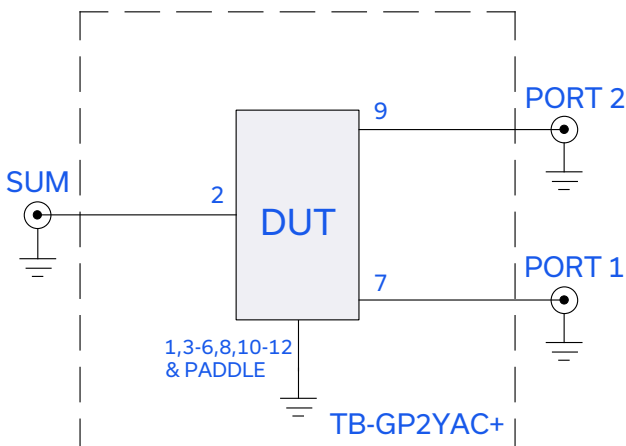 PORT 2
9
SUM
2
DUT
PORT 1
7
1,3-6,8,10-12
& PADDLE
TB-GP2YAC+